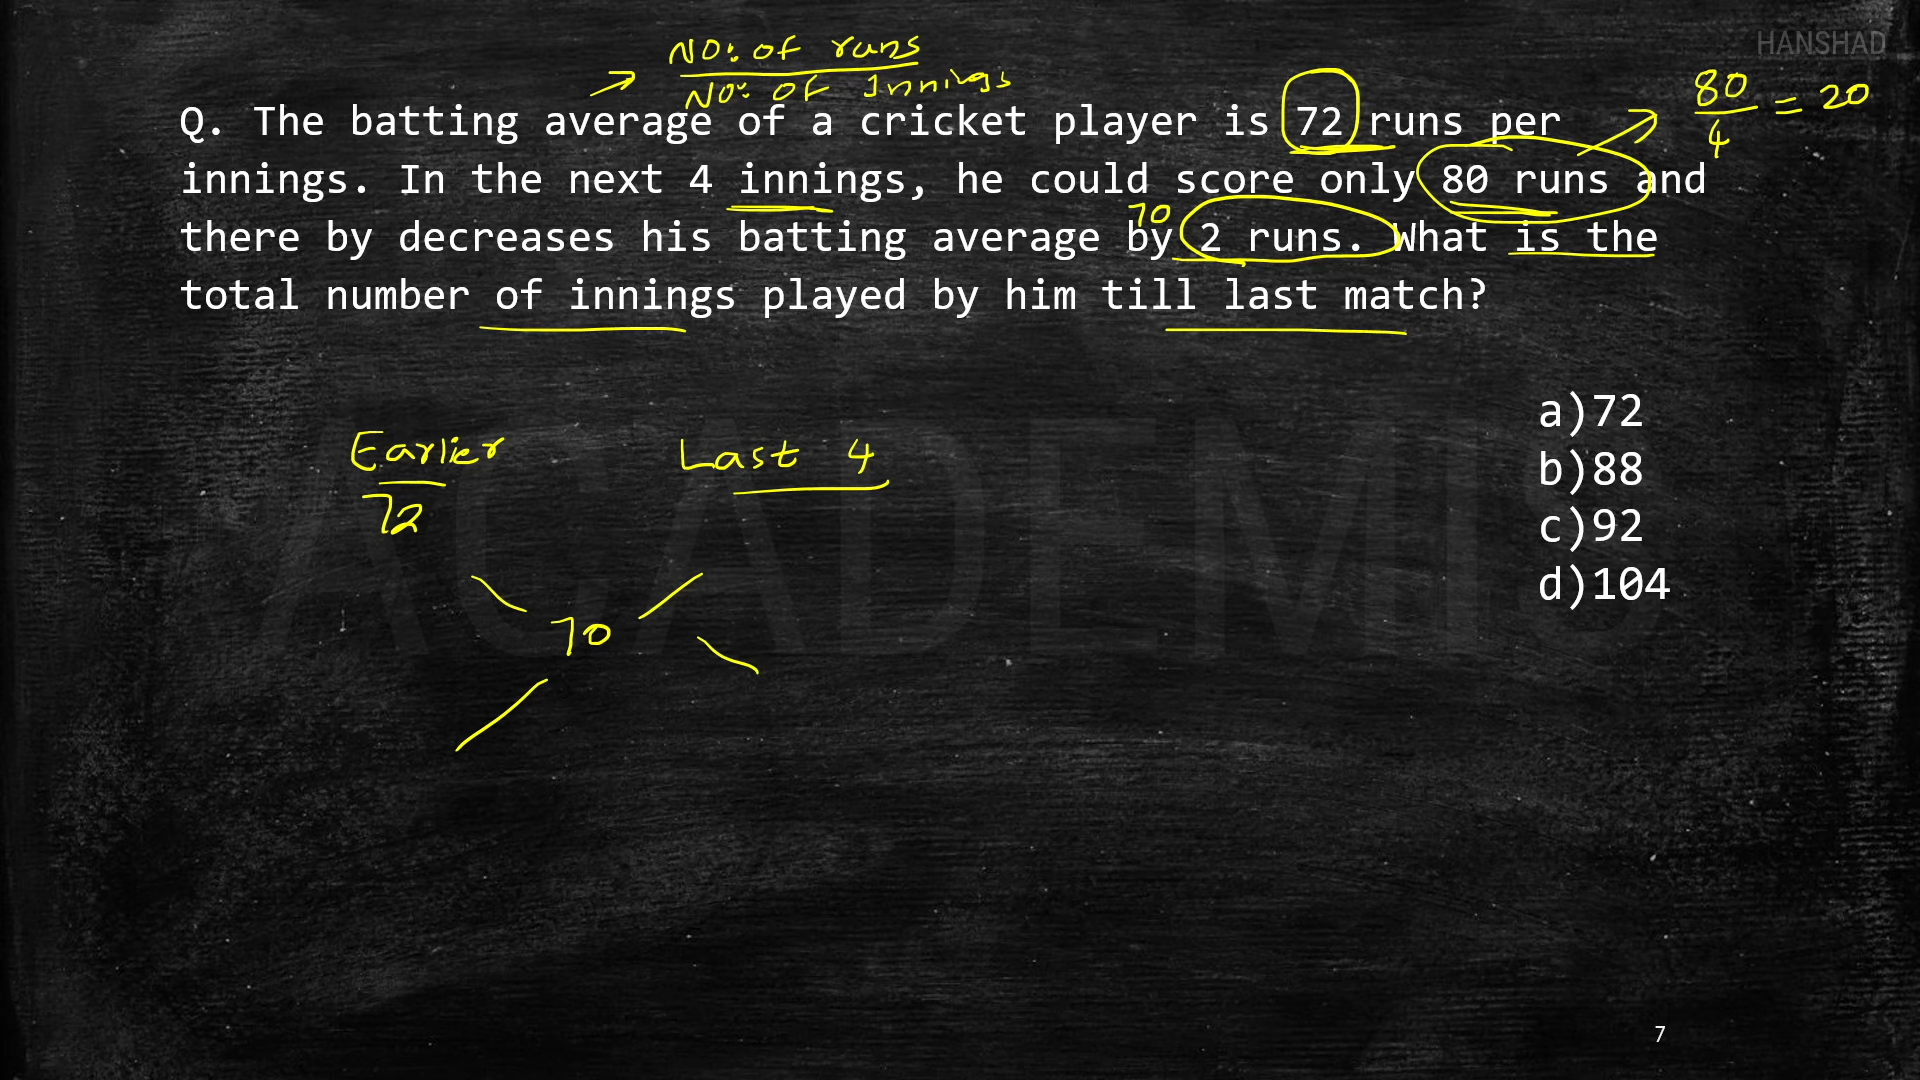 HANSHAD
NO: of runs
NO: OF Innings
80
4
= 20
Q. The batting average of a cricket player is 72 runs per
innings. In the next 4 innings, he could score only 80 runs and
70
there by decreases his batting average by 2 runs. What is the
total number of innings played by him till last match?
a)72
b)88
c)92
d)104
Earlier
Last 4
72
70
ACADEMIS
7